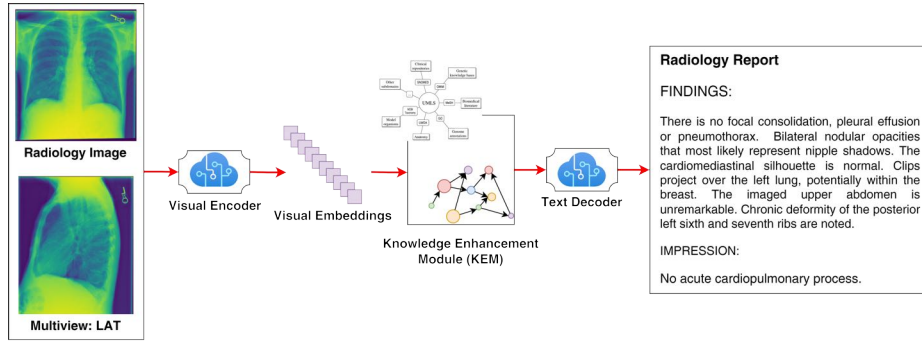 Radiology Image
Multiview: LAT
Visual Encoder
Visual Embeddings
UMLS
Knowledge Enhancement
Module (KEM)
Text Decoder
Radiology Report
FINDINGS:
There is no focal consolidation, pleural effusion
or pneumothorax. Bilateral nodular opacities
that most likely represent nipple shadows. The
cardiomediastinal silhouette is normal. Clips
project over the left lung, potentially within the
breast. The imaged upper abdomen is
unremarkable. Chronic deformity of the posterior
left sixth and seventh ribs are noted.
IMPRESSION:
No acute cardiopulmonary process.